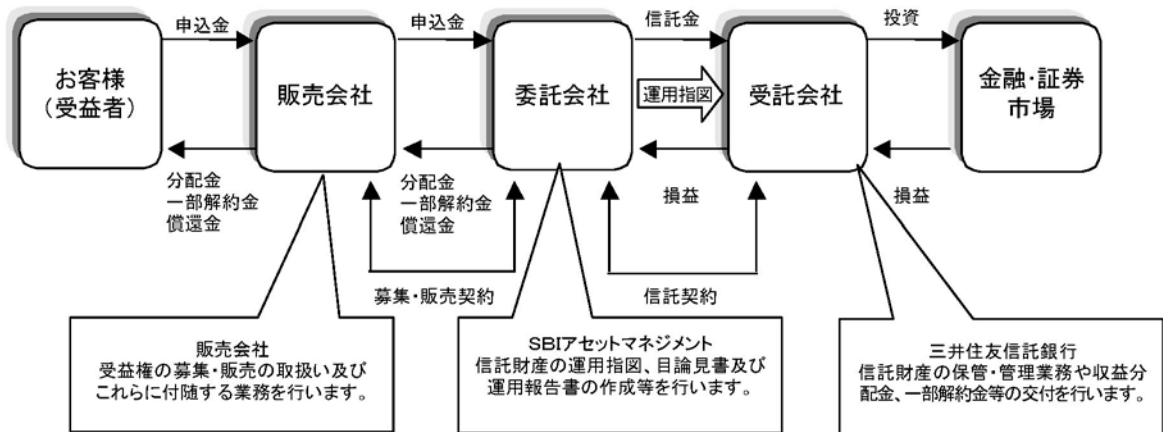 申込金
申込金
信託金
投資
お客様
（受益者）
販売会社
委託会社
運用指図
受託会社
金融・証券
市場
分配金
一部解約金
償還金
分配金
一部解約金
償還金
損益
損益
募集・販売契約
信託契約
販売会社
受益権の募集・販売の取扱い及び
これらに付随する業務を行います。
SBIアセットマネジメント
信託財産の運用指図、目論見書及び
運用報告書の作成等を行います。
三井住友信託銀行
信託財産の保管・管理業務や収益分
配金、一部解約金等の交付を行います。